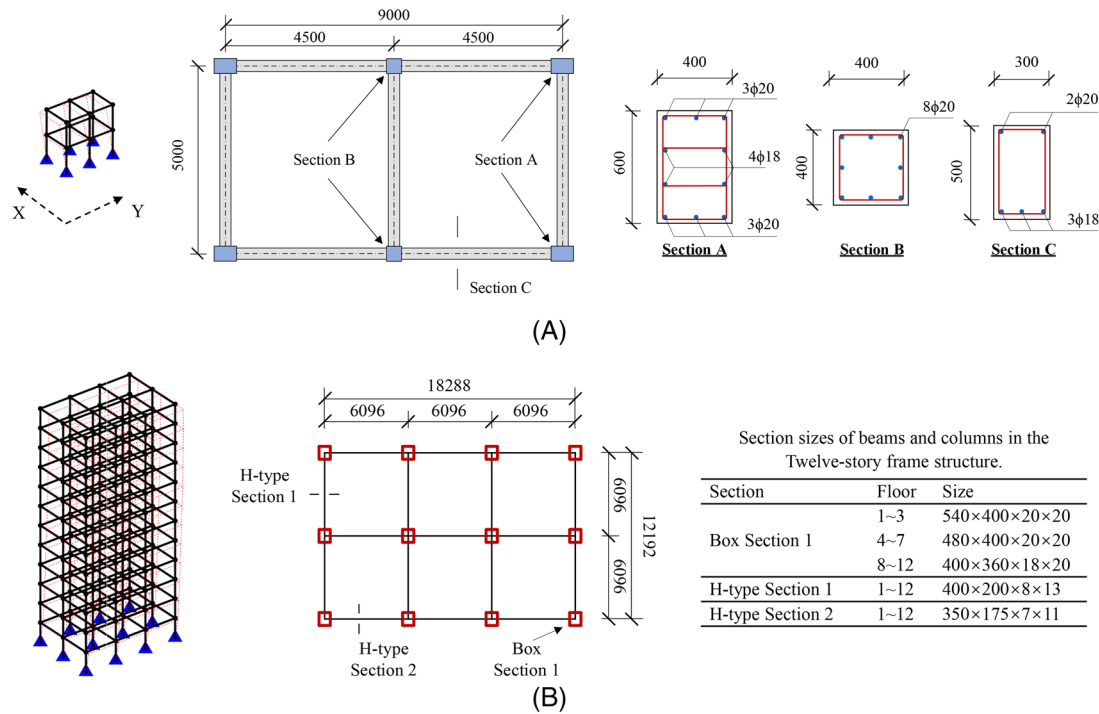 9000
4500
4500
5000
X
Y
Section B
Section A
Section C
400
3ϕ20
600
4ϕ18
3ϕ20
Section A
400
8ϕ20
400
Section B
300
2ϕ20
500
3ϕ18
Section C
(A)
18288
6096
6096
6096
6096
6096
12192
H-type
Section 1
H-type
Section 2
Box
Section 1
Section sizes of beams and columns in the
Twelve-story frame structure.
Section Floor Size
1~3 540×400×20×20
Box Section 1 4~7 480×400×20×20
8~12 400×360×18×20
H-type Section 1 1~12 400×200×8×13
H-type Section 2 1~12 350×175×7×11
(B)